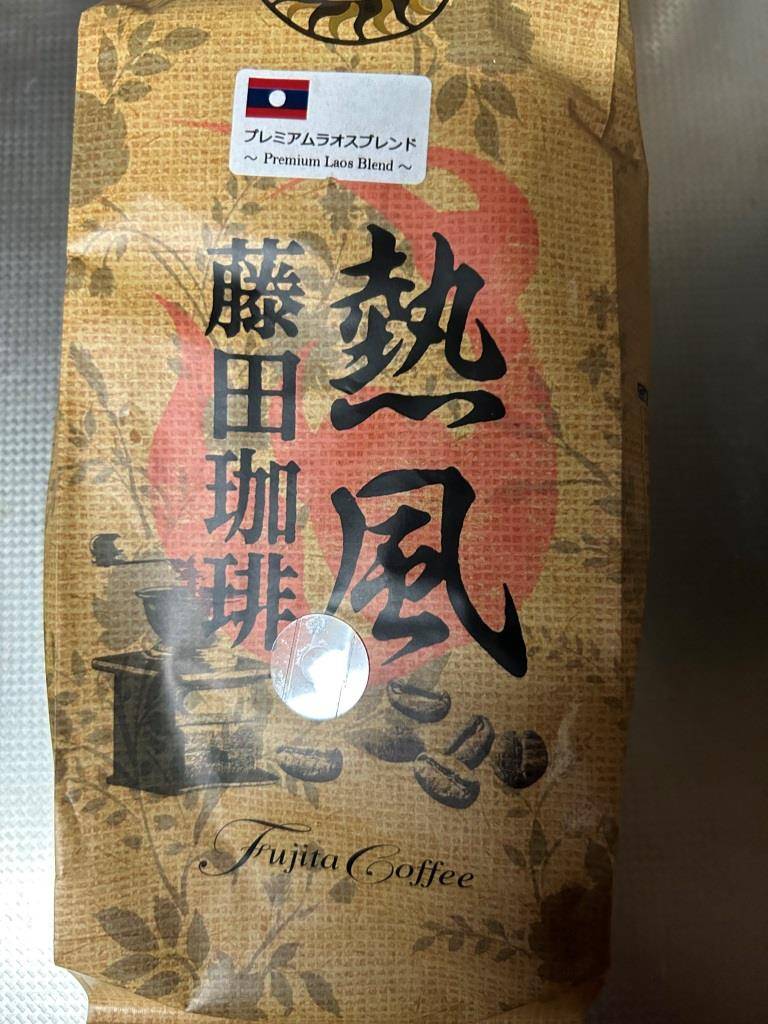 プレミアムラオスブレンド
～ Premium Laos Blend ～
熱風
藤田珈琲
Fujita Coffee